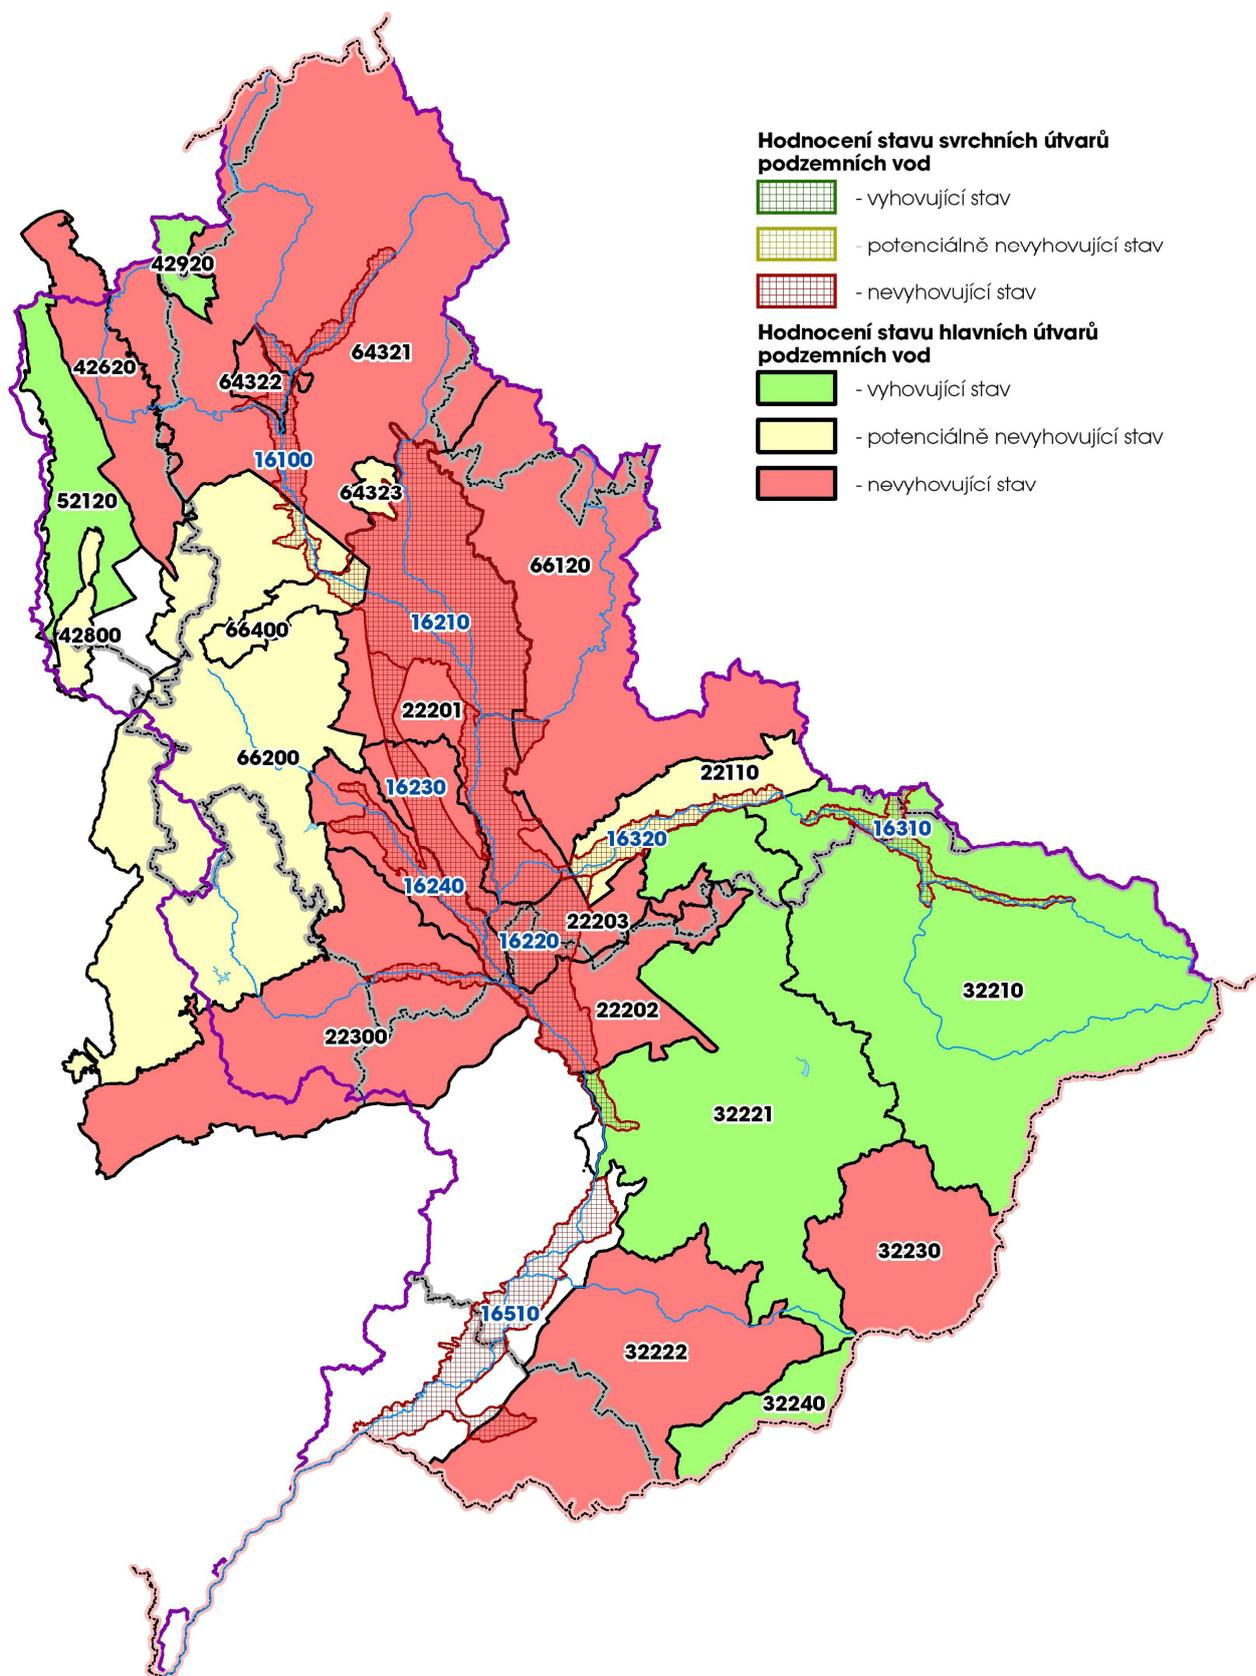 Hodnocení stavu svrchních útvarů
podzemních vod
- vyhovující stav
- potenciálně nevyhovující stav
- nevyhovující stav
Hodnocení stavu hlavních útvarů
podzemních vod
- vyhovující stav
- potenciálně nevyhovující stav
- nevyhovující stav
42920
64321
42620
64322
16100
64323
52120
66120
16210
66400
42800
22201
66200
22110
16230
16310
16320
16240
22203
16220
32210
22202
22300
32221
32230
16510
32222
32240